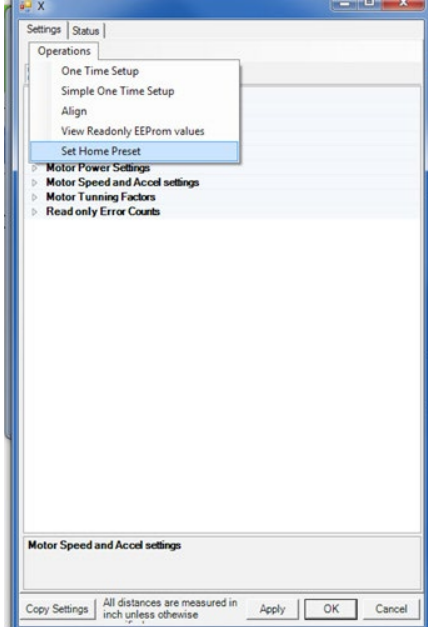 X
Settings
Status
Operations
One Time Setup
Simple One Time Setup
Align
View Readonly EEProm values
Set Home Preset
Motor Power Settings
Motor Speed and Accel settings
Motor Tunning Factors
Read only Error Counts
Motor Speed and Accel settings
Copy Settings
All distances are measured in
inch unless othewise
Apply
OK
Cancel